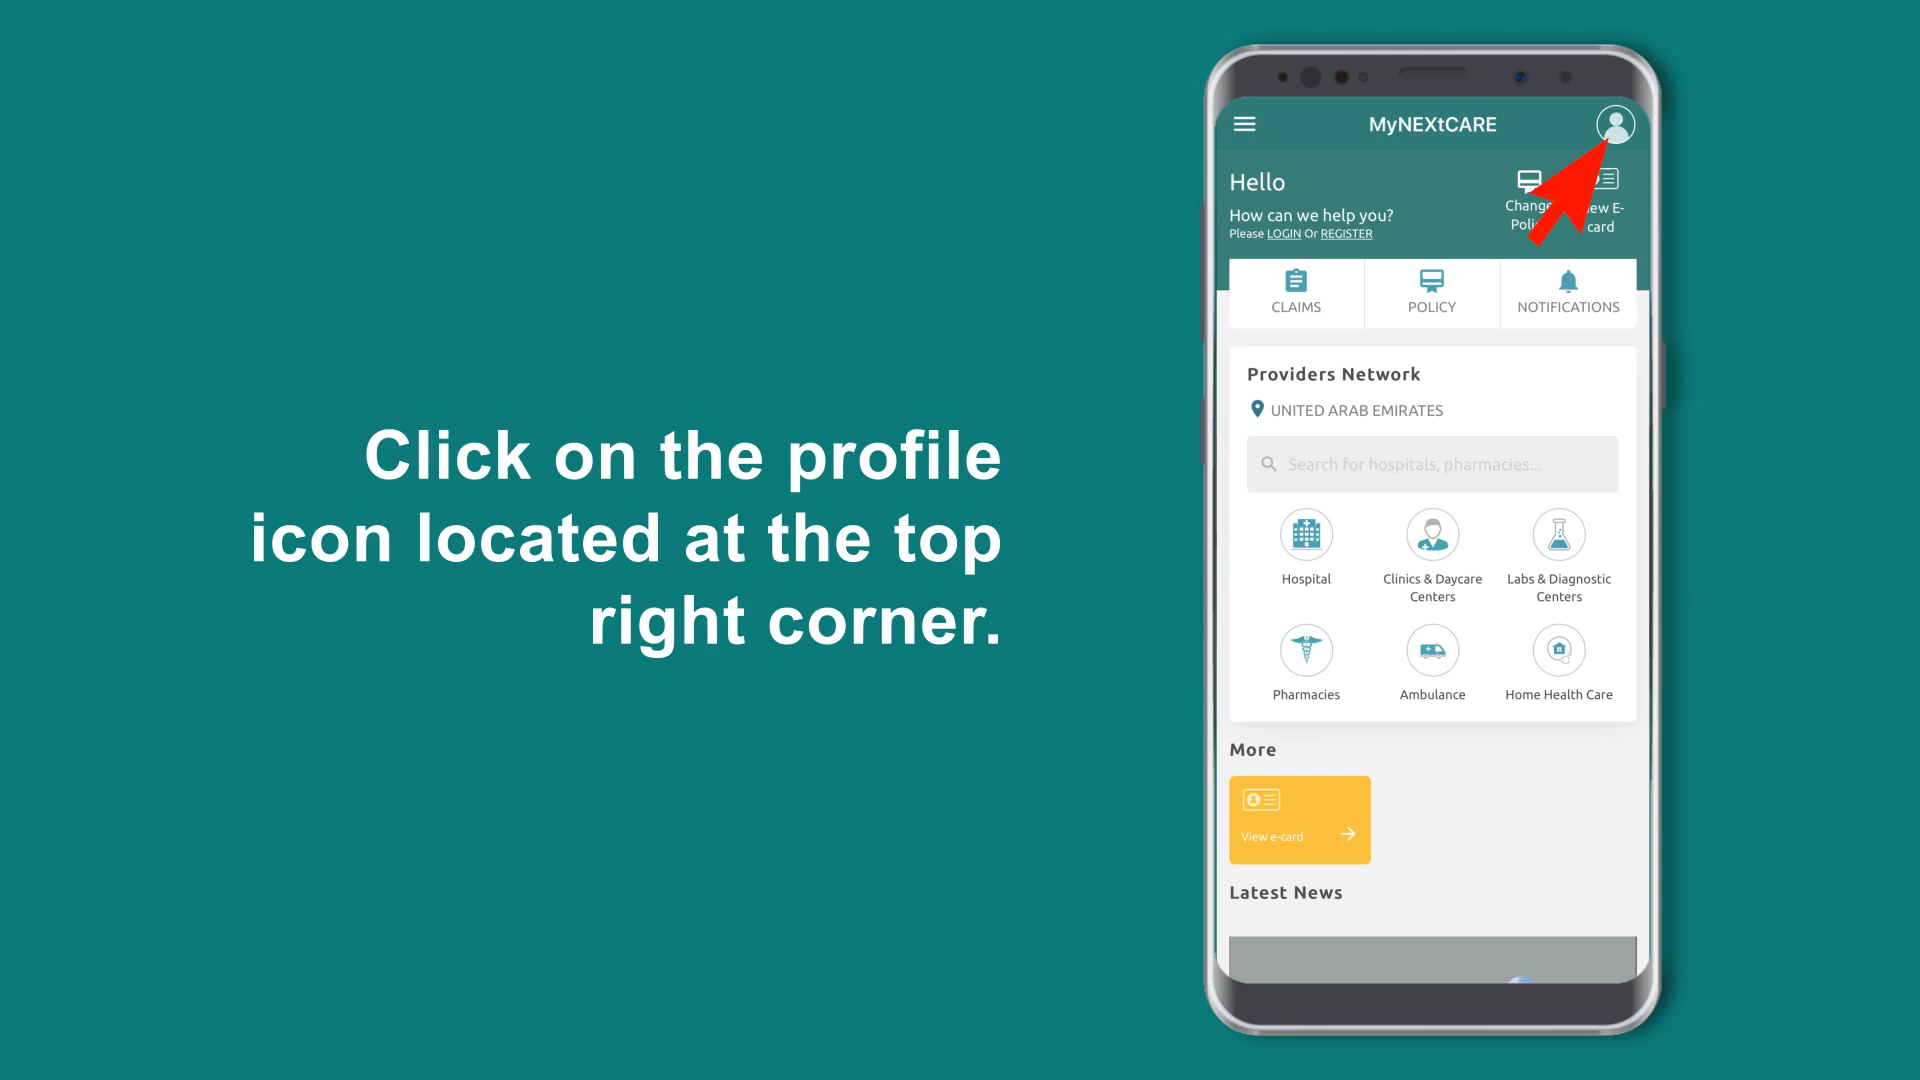 Click on the profile
icon located at the top
right corner.
MyNEXtCARE
Hello
How can we help you?
Please LOGIN Or REGISTER
Change
card
CLAIMS
POLICY
NOTIFICATIONS
Providers Network
UNITED ARAB EMIRATES
Search for hospitals, pharmacies...
Hospital
Clinics & Daycare
Centers
Labs & Diagnostic
Centers
Pharmacies
Ambulance
Home Health Care
More
View e-card
Latest News